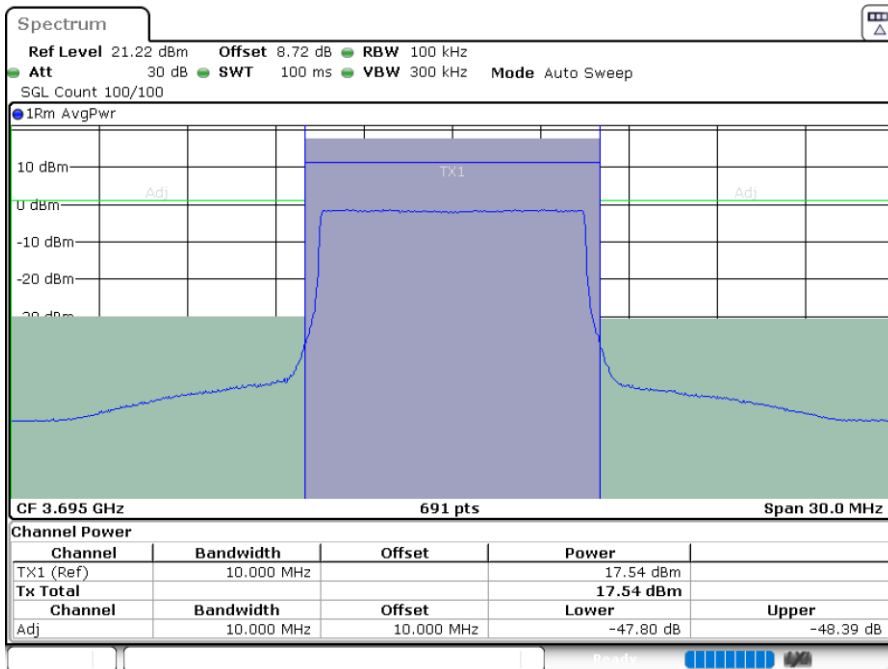 Spectrum
Ref Level 21.22 dBm Offset 8.72 dB RBW 100 kHz
Att 30 dB SWT 100 ms VBW 300 kHz Mode Auto Sweep
SGL Count 100/100
1Rm AvgPwr
10 dBm
TX1
Adj Adj
0 dBm
-10 dBm
-20 dBm
-30 dBm
CF 3.695 GHz 691 pts Span 30.0 MHz
Channel Power
Channel Bandwidth Offset Power
TX1 (Ref) 10.000 MHz 17.54 dBm
Tx Total 17.54 dBm
Channel Bandwidth Offset Lower Upper
Adj 10.000 MHz 10.000 MHz -47.80 dB -48.39 dB
Ready